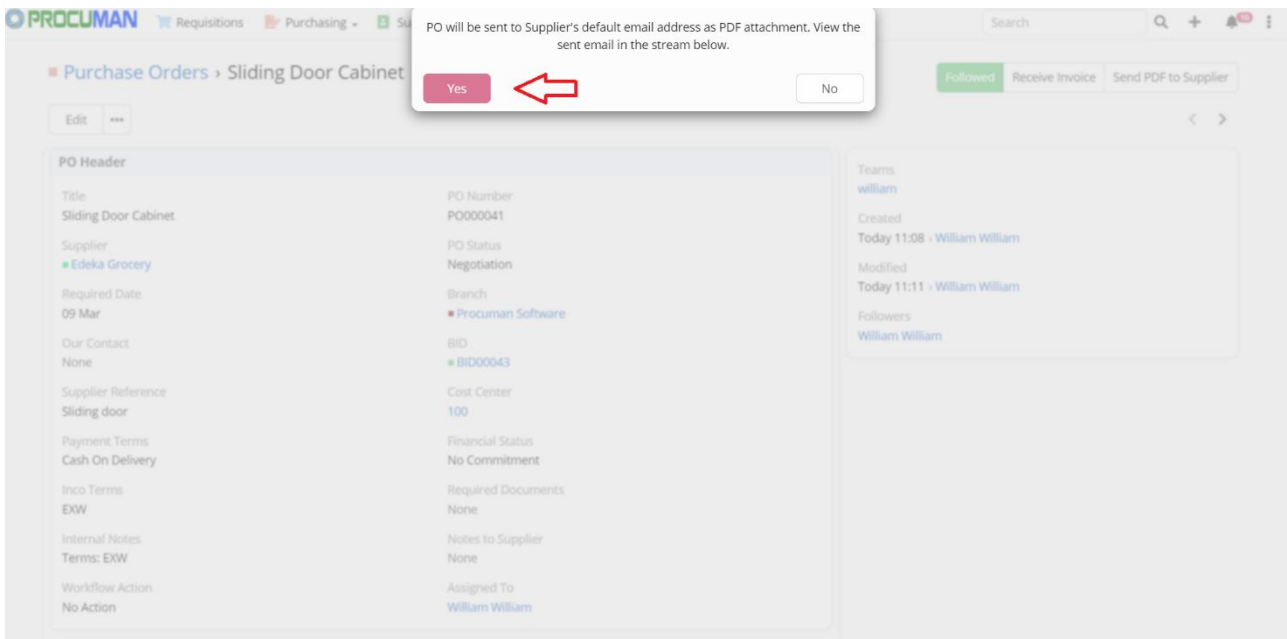 PROCUMAN Requisitions Purchasing Su Search
PO will be sent to Supplier's default email address as PDF attachment. View the
sent email in the stream below.
Yes No
Purchase Orders › Sliding Door Cabinet
Followed Receive Invoice Send PDF to Supplier
Edit •••
PO Header
Title PO Number
Sliding Door Cabinet PO000041
Supplier PO Status
Edeka Grocery Negotiation
Required Date Branch
09 Mar Procuman Software
Our Contact BID
None BID00043
Supplier Reference Cost Center
Sliding door 100
Payment Terms Financial Status
Cash On Delivery No Commitment
Inco Terms Required Documents
EXW None
Internal Notes Notes to Supplier
Terms: EXW None
Workflow Action Assigned To
No Action William William
Teams
william
Created
Today 11:08 › William William
Modified
Today 11:11 › William William
Followers
William William